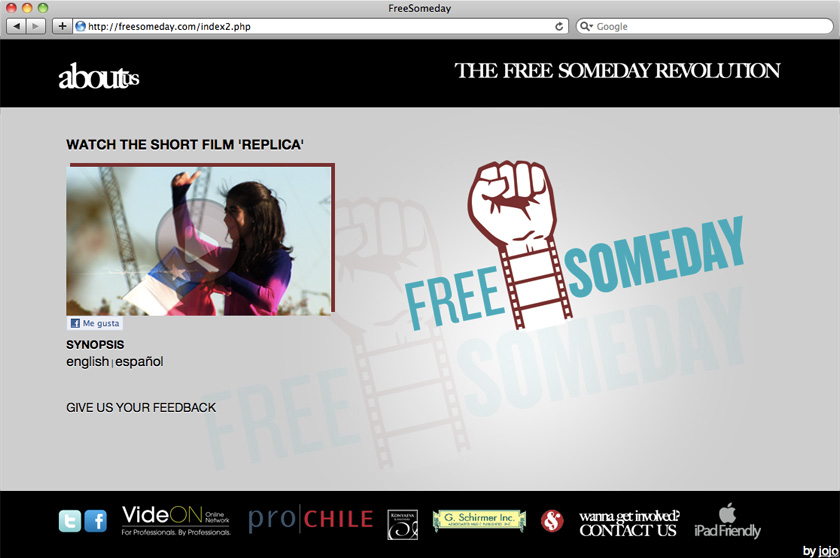 FreeSomeday
http://freesomeday.com/index2.php
Google
aboutus
THE FREE SOMEDAY REVOLUTION
WATCH THE SHORT FILM 'REPLICA'
Me gusta
SYNOPSIS
english | español
GIVE US YOUR FEEDBACK
FREE SOMEDAY
FREE SOMEDAY
VideON Online Network
For Professionals. By Professionals.
pro|CHILE
G. Schirmer Inc.
&
wanna get involved?
CONTACT US
iPad Friendly
by jojo